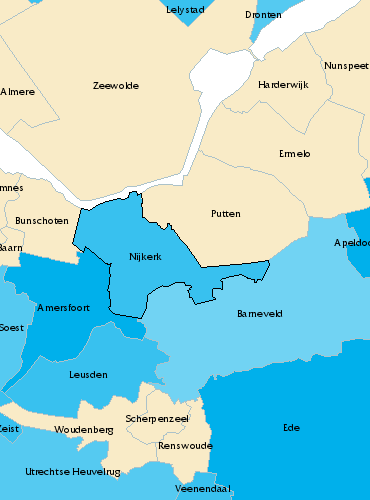 Lelystad
Dronten
Nunspeet
Zeewolde
Harderwijk
Almere
Ermelo
mnes
Putten
Bunschoten
Apeldoo
Baarn
Nijkerk
Amersfoort
Barneveld
Soest
Leusden
Scherpenzeel
Zeist
Woudenberg
Ede
Renswoude
Utrechtse Heuvelrug
Veenendaal